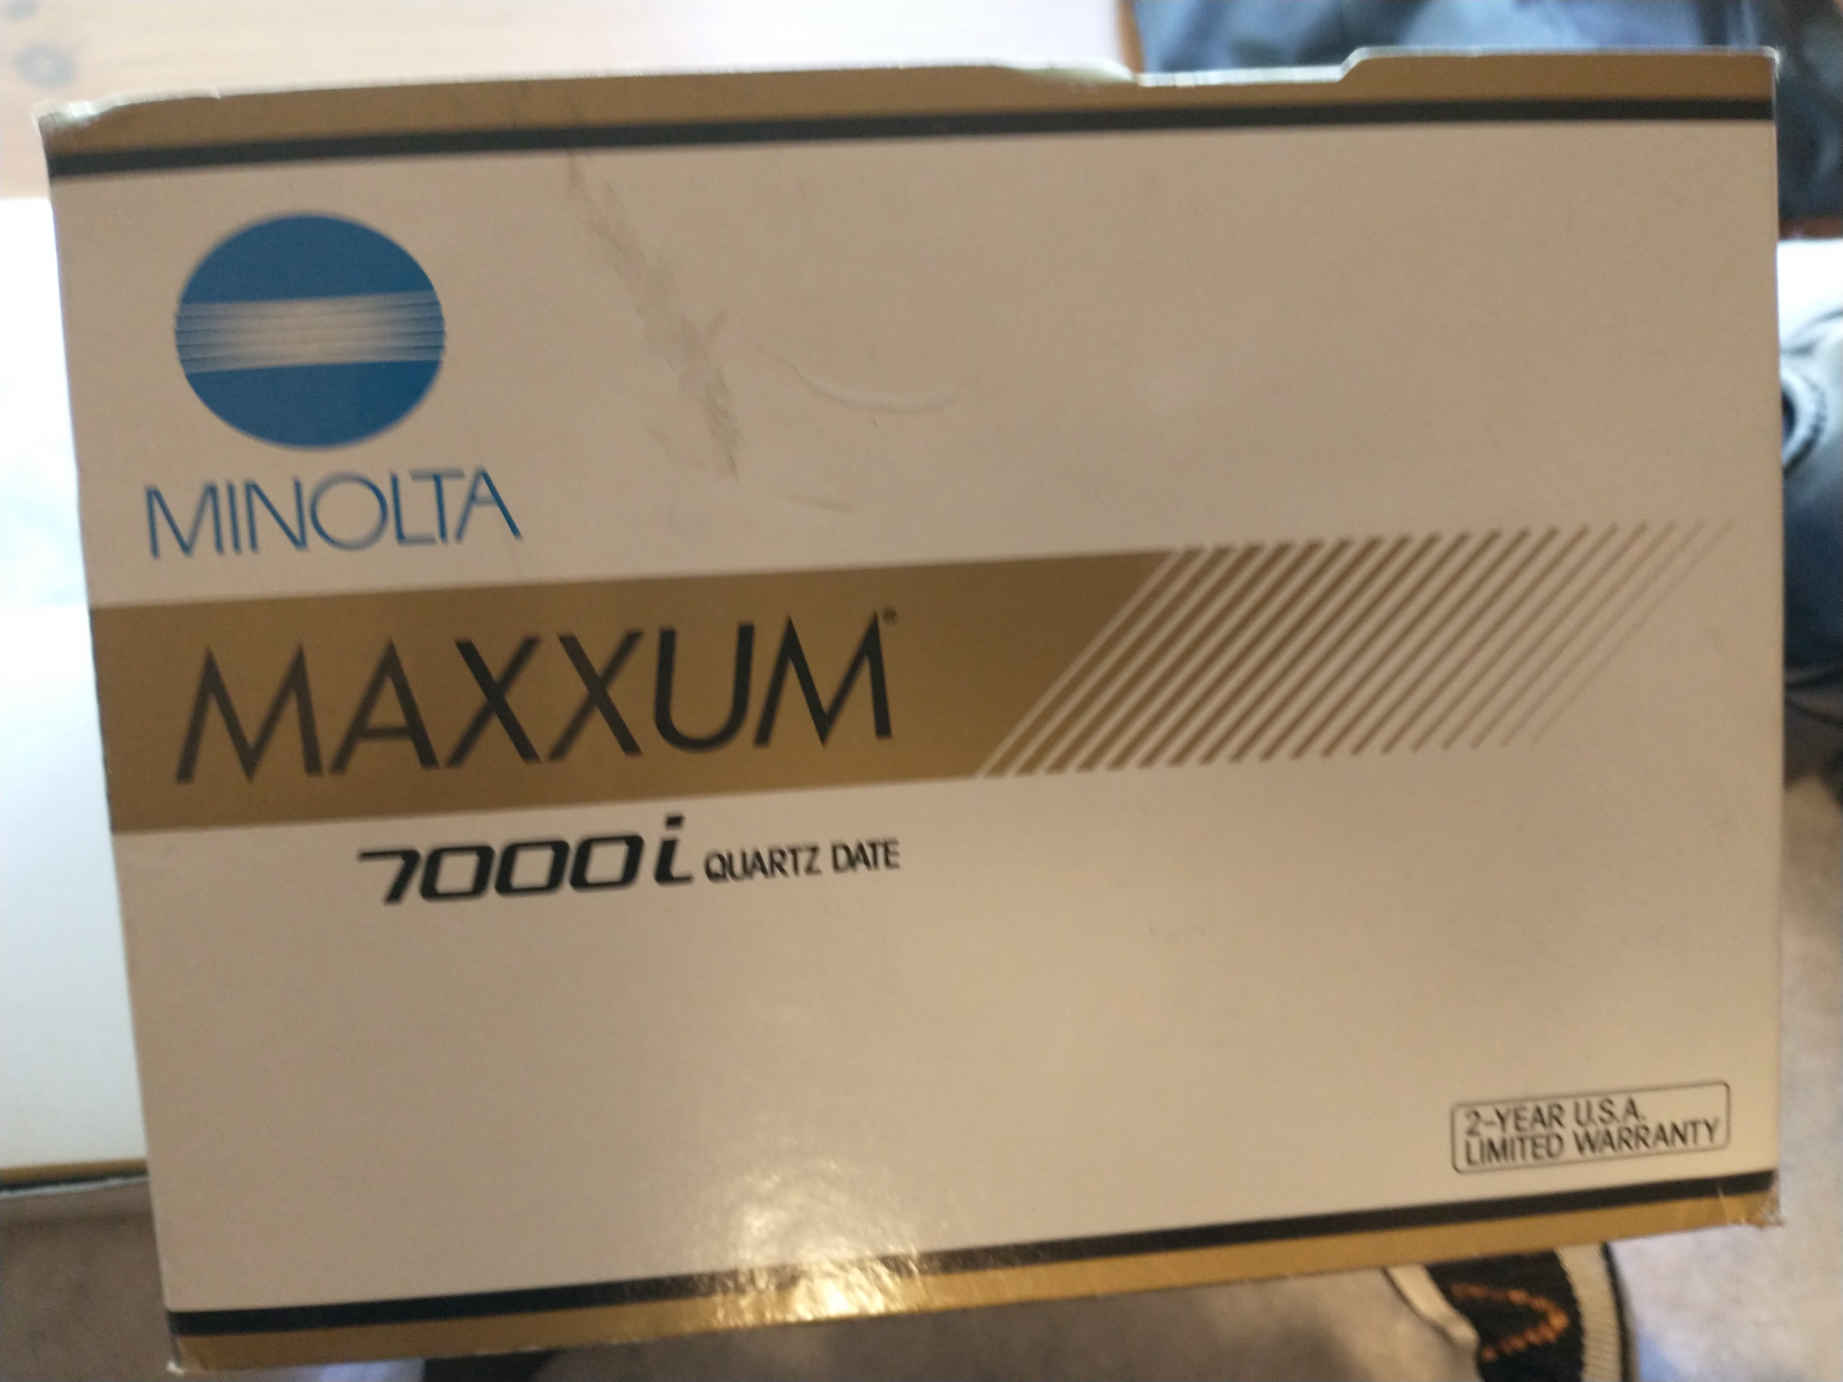 MINOLTA
MAXXUM®
7000i QUARTZ DATE
2-YEAR U.S.A.
LIMITED WARRANTY